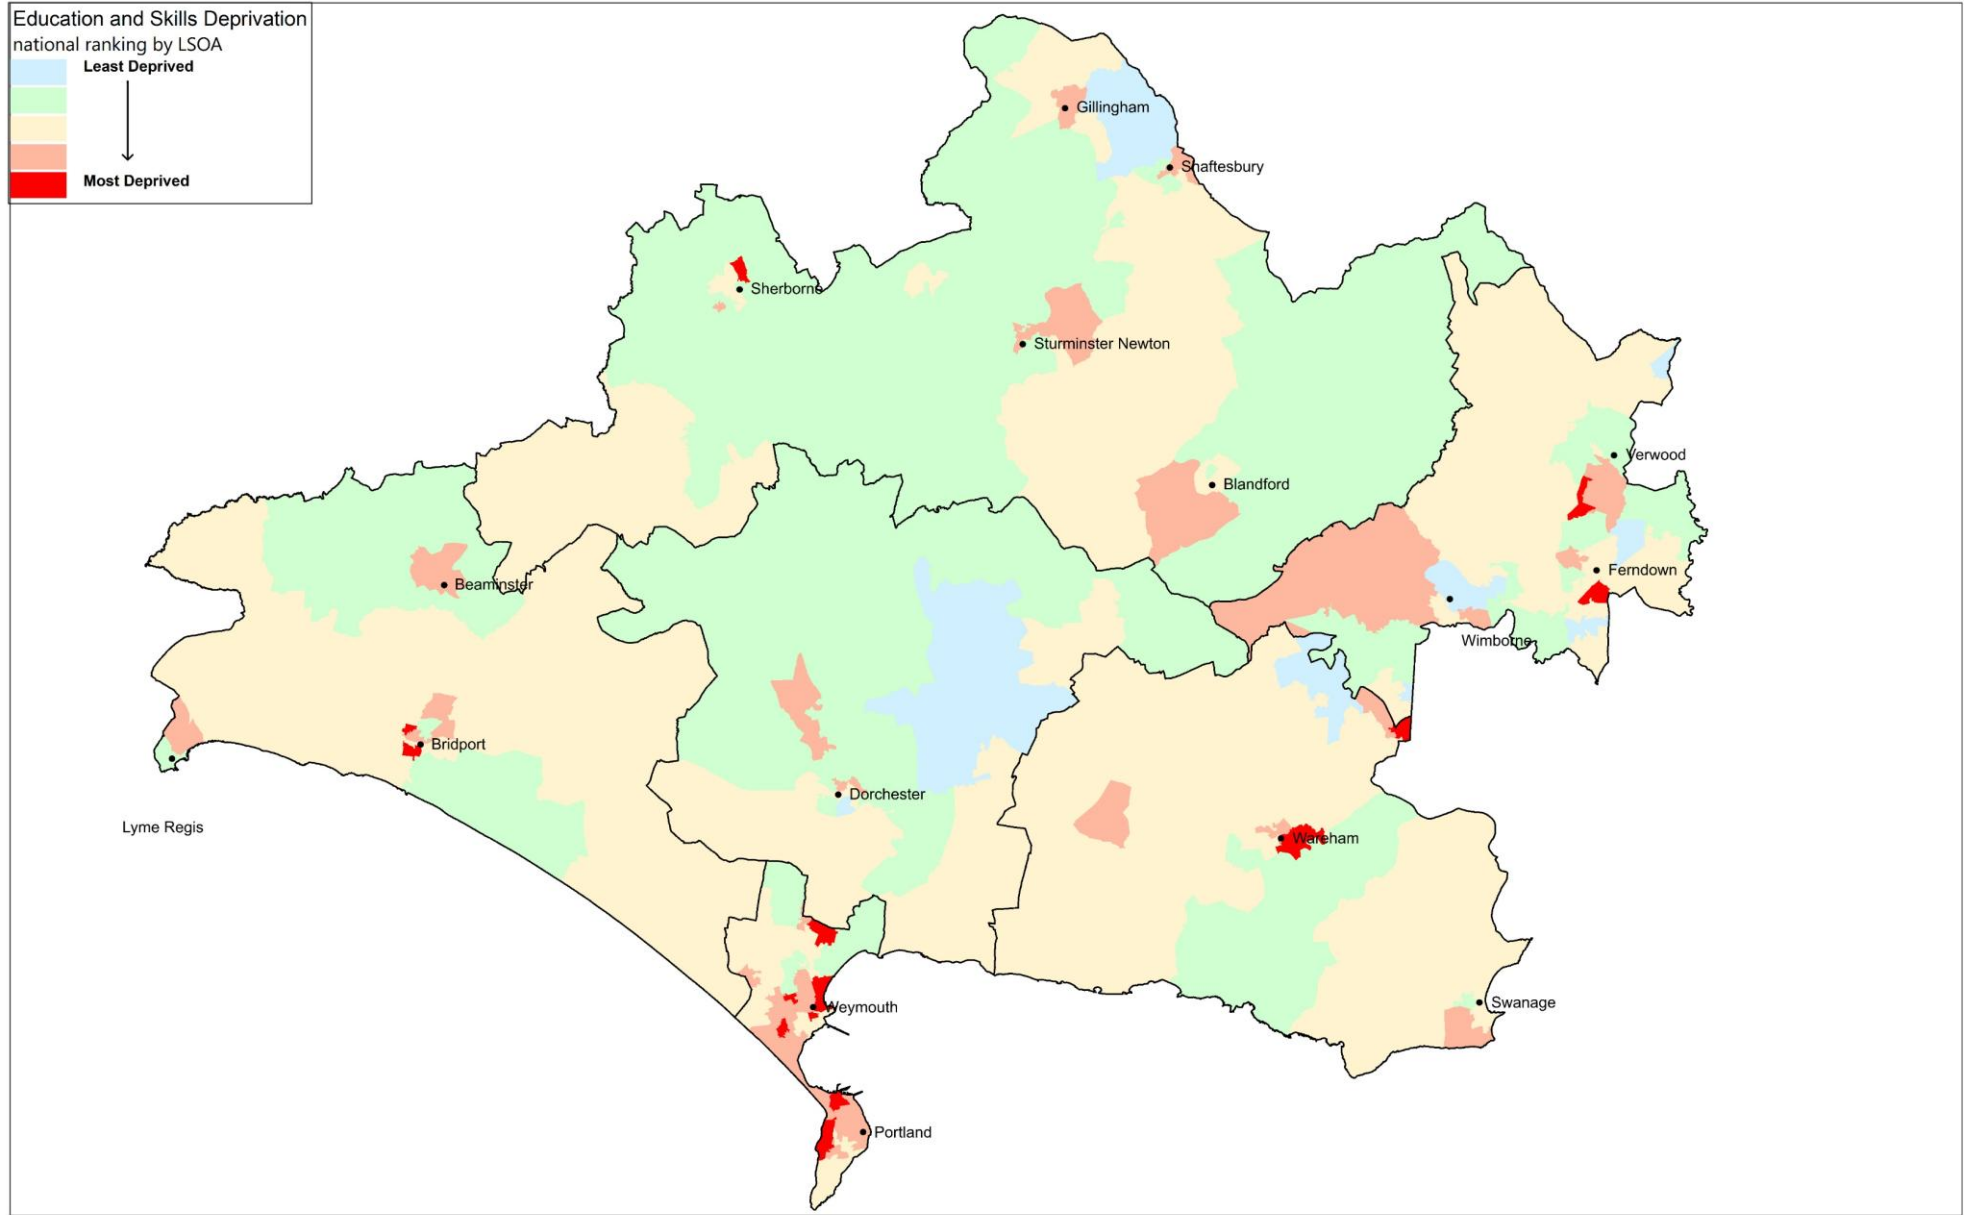 Education and Skills Deprivation
national ranking by LSOA
Least Deprived
Most Deprived
Gillingham
Shaftesbury
Sherborne
Sturminster Newton
Verwood
Blandford
Ferndown
Beaminster
Wimborne
Bridport
Dorchester
Lyme Regis
Wareham
Swanage
Weymouth
Portland